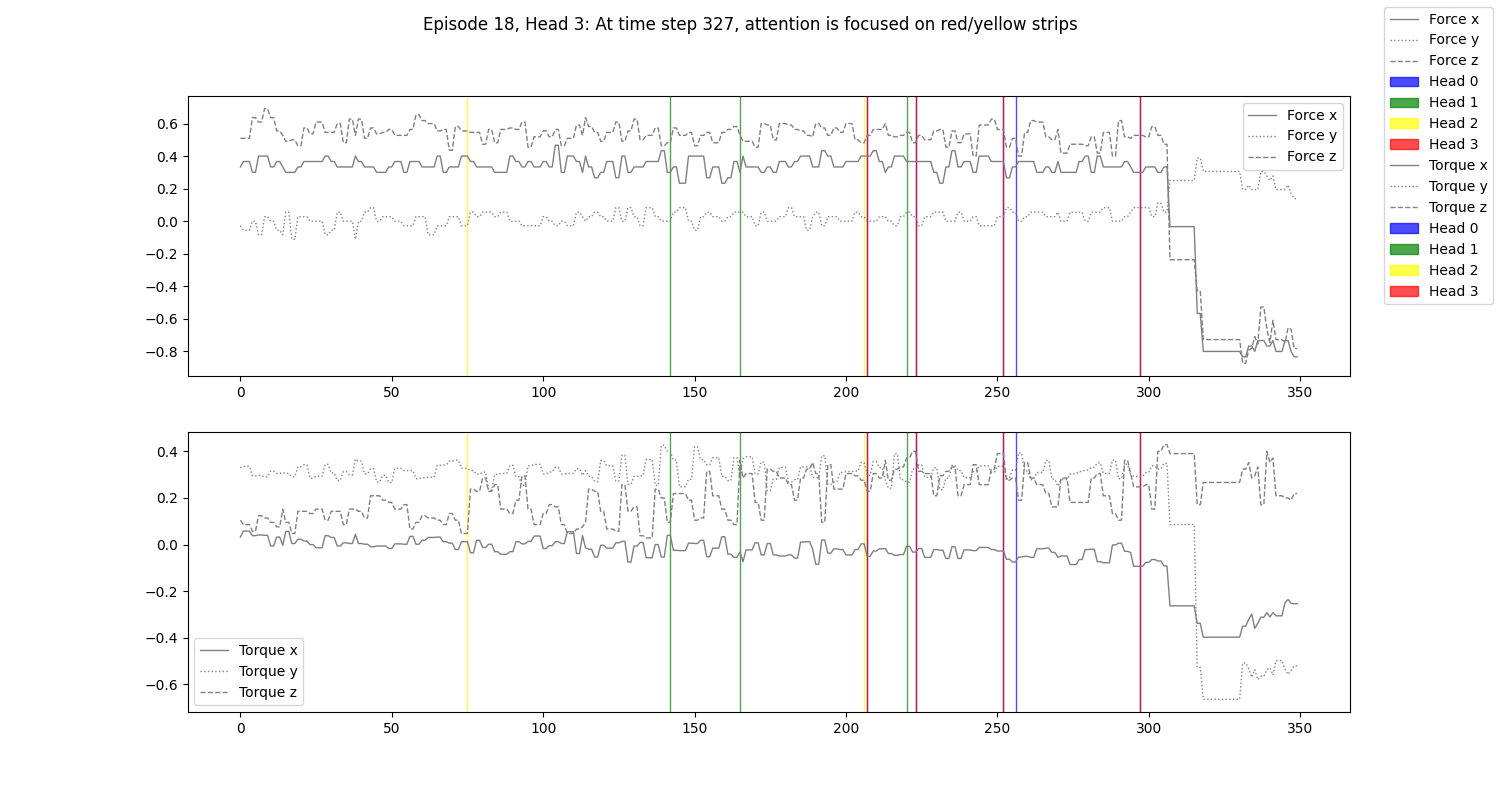 Episode 18, Head 3: At time step 327, attention is focused on red/yellow strips
Force x
Force y
Force z
Head 0
Head 1
Head 2
Head 3
Torque x
Torque y
Torque z
Head 0
Head 1
Head 2
Head 3
0.6
0.4
0.2
0.0
−0.2
−0.4
−0.6
−0.8
Force x
Force y
Force z
0 50 100 150 200 250 300 350
0.4
0.2
0.0
−0.2
−0.4
−0.6
Torque x
Torque y
Torque z
0 50 100 150 200 250 300 350